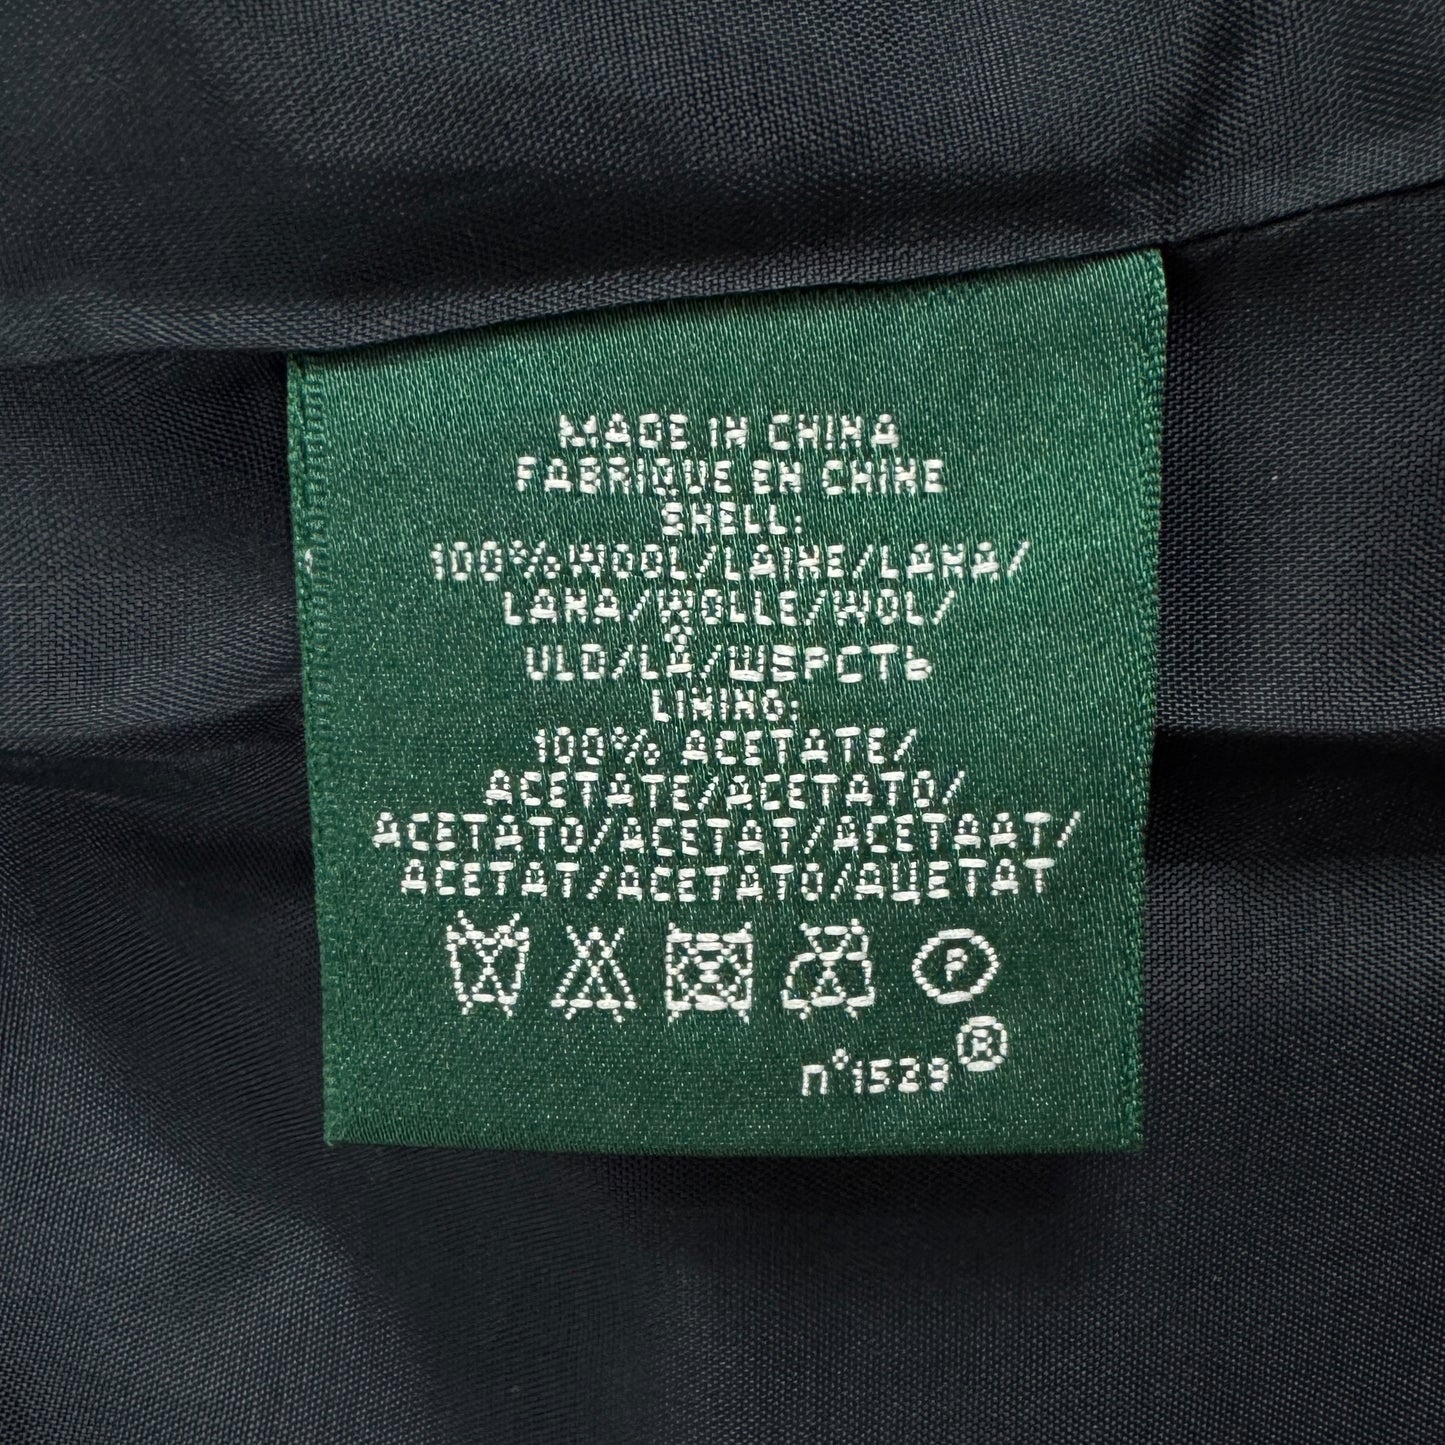 MADE IN CHINA
FABRIQUE EN CHINE
SHELL:
100%WOOL/LAINE/LANA/
LANA/WOLLE/WOL/
ULD/LÃ/ШЕРСТЬ
LINING:
100% ACETATE/
ACETATE/ACETATO/
ACETATO/ACETAT/ACETAAT/
ACETAT/ACETATO/АЦЕТАТ
P
n°1529 ®